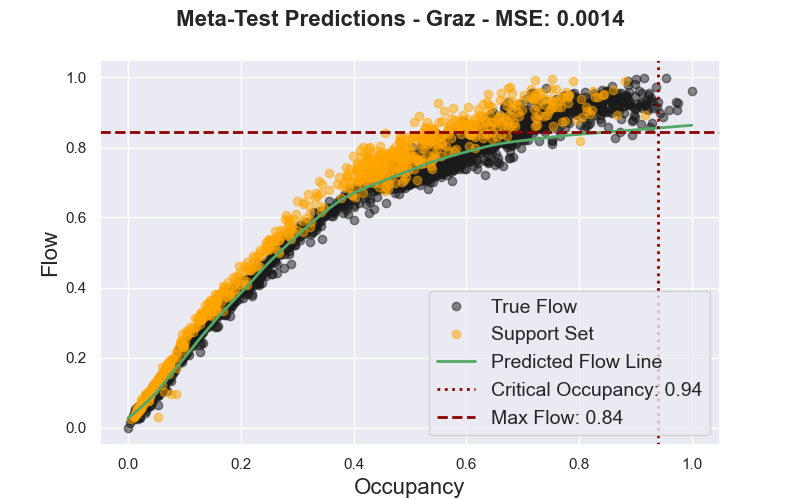 Meta-Test Predictions - Graz - MSE: 0.0014
Flow
1.0
0.8
0.6
0.4
0.2
0.0
True Flow
Support Set
Predicted Flow Line
Critical Occupancy: 0.94
Max Flow: 0.84
0.0 0.2 0.4 0.6 0.8 1.0
Occupancy